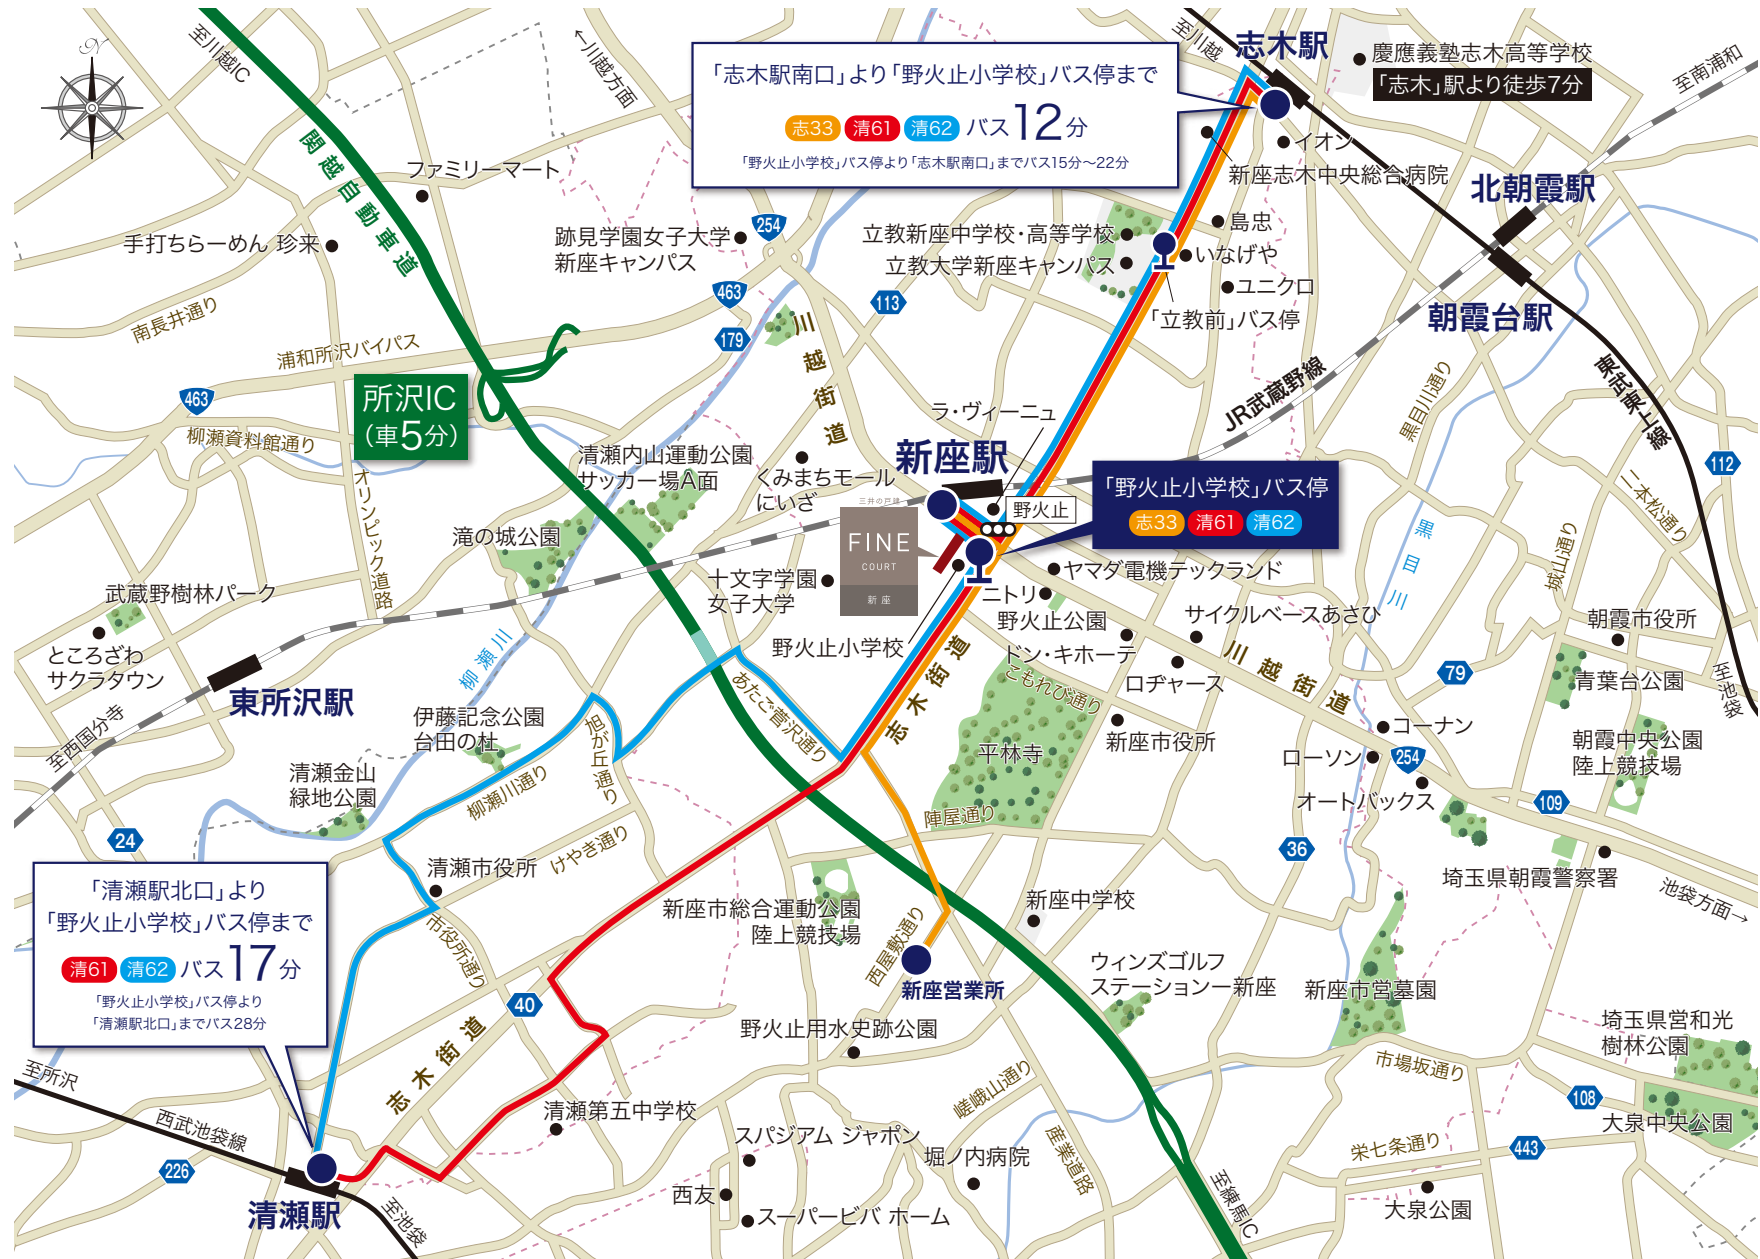 N
至川越IC
←川越方面
関越自動車道
ファミリーマート
手打ちらーめん 珍来
南長井通り
浦和所沢バイパス
463
柳瀬資料館通り
所沢IC
(車5分)
オリンピック道路
「志木駅南口」より「野火止小学校」バス停まで
志33 清61 清62 バス12分
「野火止小学校」バス停より「志木駅南口」までバス15分〜22分
至川越
志木駅
慶應義塾志木高等学校
「志木」駅より徒歩7分
至南浦和
イオン
新座志木中央総合病院
北朝霞駅
朝霞台駅
跡見学園女子大学
新座キャンパス
254
463
179
113
川越街道
立教新座中学校・高等学校
立教大学新座キャンパス
島忠
いなげや
ユニクロ
「立教前」バス停
JR武蔵野線
黒目川通り
東武東上線
112
二本松通り
城山通り
黒目川
ラ・ヴィーニュ
新座駅
野火止
「野火止小学校」バス停
志33 清61 清62
清瀬内山運動公園
サッカー場A面
くみまちモール
にいざ
三井の戸建
FINE
COURT
新座
滝の城公園
十文字学園
女子大学
野火止小学校
ヤマダ電機テックランド
ニトリ
野火止公園
ドン・キホーテ
サイクルベースあさひ
ロヂャース
川越街道
こもれび通り
新座市役所
平林寺
陣屋通り
志木街道
武蔵野樹林パーク
ところざわ
サクラタウン
東所沢駅
至西国分寺
柳瀬川
伊藤記念公園
台田の杜
清瀬金山
緑地公園
旭が丘通り
あたご菅沢通り
柳瀬川通り
けやき通り
24
清瀬市役所
市役所通り
朝霞市役所
79
青葉台公園
至池袋
コーナン
ローソン
254
朝霞中央公園
陸上競技場
オートバックス
109
36
埼玉県朝霞警察署
池袋方面→
「清瀬駅北口」より
「野火止小学校」バス停まで
清61 清62 バス17分
「野火止小学校」バス停より
「清瀬駅北口」までバス28分
新座市総合運動公園
陸上競技場
西屋敷通り
新座営業所
新座中学校
ウィンズゴルフ
ステーションー新座
新座市営墓園
埼玉県営和光
樹林公園
40
志木街道
野火止用水史跡公園
嵯峨山通り
市場坂通り
108
大泉中央公園
至所沢
西武池袋線
226
清瀬駅
至池袋
清瀬第五中学校
スパジアム ジャポン
堀ノ内病院
産業道路
西友
スーパービバ ホーム
至練馬IC
栄七条通り
443
大泉公園